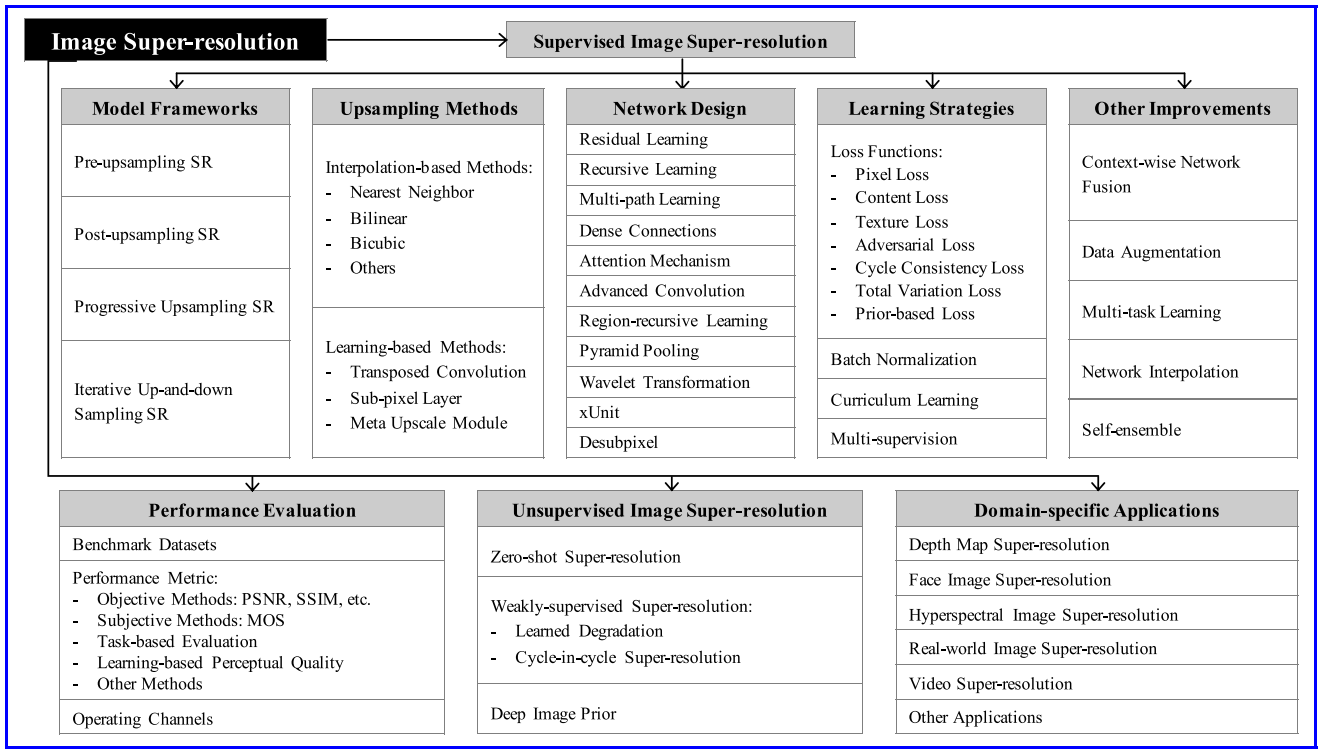 Image Super-resolution
Supervised Image Super-resolution
Model Frameworks
Pre-upsampling SR
Post-upsampling SR
Progressive Upsampling SR
Iterative Up-and-down
Sampling SR
Upsampling Methods
Interpolation-based Methods:
- Nearest Neighbor
- Bilinear
- Bicubic
- Others
Learning-based Methods:
- Transposed Convolution
- Sub-pixel Layer
- Meta Upscale Module
Network Design
Residual Learning
Recursive Learning
Multi-path Learning
Dense Connections
Attention Mechanism
Advanced Convolution
Region-recursive Learning
Pyramid Pooling
Wavelet Transformation
xUnit
Desubpixel
Learning Strategies
Loss Functions:
- Pixel Loss
- Content Loss
- Texture Loss
- Adversarial Loss
- Cycle Consistency Loss
- Total Variation Loss
- Prior-based Loss
Batch Normalization
Curriculum Learning
Multi-supervision
Other Improvements
Context-wise Network
Fusion
Data Augmentation
Multi-task Learning
Network Interpolation
Self-ensemble
Performance Evaluation
Benchmark Datasets
Performance Metric:
- Objective Methods: PSNR, SSIM, etc.
- Subjective Methods: MOS
- Task-based Evaluation
- Learning-based Perceptual Quality
- Other Methods
Operating Channels
Unsupervised Image Super-resolution
Zero-shot Super-resolution
Weakly-supervised Super-resolution:
- Learned Degradation
- Cycle-in-cycle Super-resolution
Deep Image Prior
Domain-specific Applications
Depth Map Super-resolution
Face Image Super-resolution
Hyperspectral Image Super-resolution
Real-world Image Super-resolution
Video Super-resolution
Other Applications